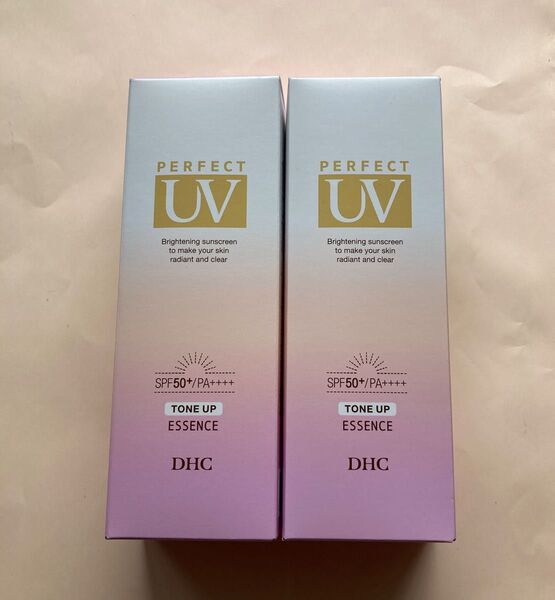 PERFECT
UV
Brightening sunscreen
to make your skin
radiant and clear
SPF50+/PA++++
TONE UP
ESSENCE
DHC
PERFECT
UV
Brightening sunscreen
to make your skin
radiant and clear
SPF50+/PA++++
TONE UP
ESSENCE
DHC